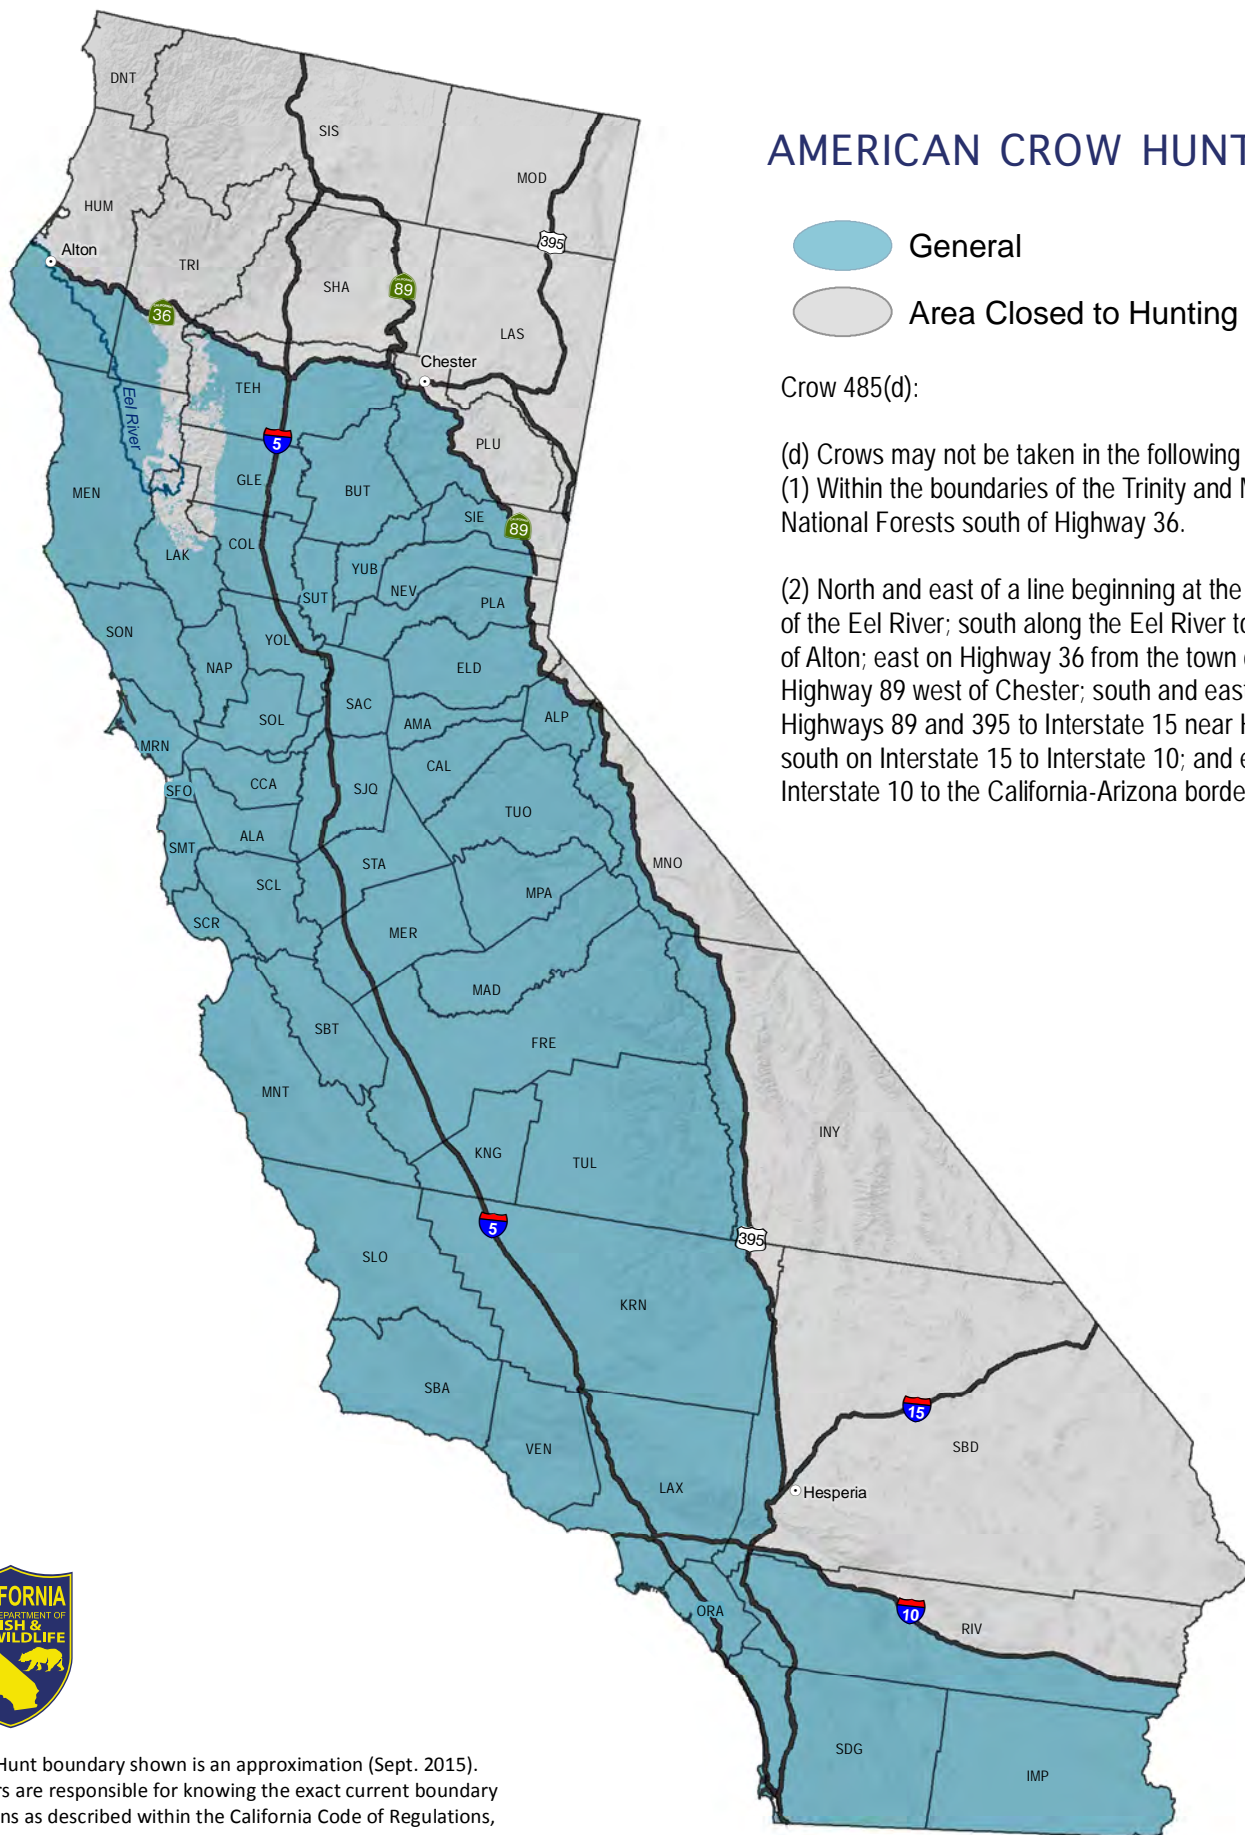 DNT
SIS
MOD
AMERICAN CROW HUNT
HUM
395
General
Alton
TRI
SHA
CALIFORNIA
89
CALIFORNIA
36
Area Closed to Hunting
LAS
Chester
TEH
Crow 485(d):
Eel River
5
PLU
(d) Crows may not be taken in the following
(1) Within the boundaries of the Trinity and
National Forests south of Highway 36.
MEN
GLE
BUT
SIE
89
LAK
COL
YUB
NEV
SUT
PLA
(2) North and east of a line beginning at the
of the Eel River; south along the Eel River to
of Alton; east on Highway 36 from the town
Highway 89 west of Chester; south and east
Highways 89 and 395 to Interstate 15 near
south on Interstate 15 to Interstate 10; and
Interstate 10 to the California-Arizona borde
SON
YOL
NAP
ELD
SAC
SOL
AMA
ALP
MRN
CAL
CCA
SFO
SJQ
TUO
ALA
SMT
STA
MNO
SCL
MPA
SCR
MER
MAD
SBT
FRE
MNT
INY
KNG
TUL
5
395
SLO
KRN
SBA
15
VEN
SBD
LAX
Hesperia
ORA
10
RIV
SDG
IMP
FORNIA
EPARTMENT OF
ISH &
WILDLIFE
Hunt boundary shown is an approximation (Sept. 2015).
rs are responsible for knowing the exact current boundary
ns as described within the California Code of Regulations,